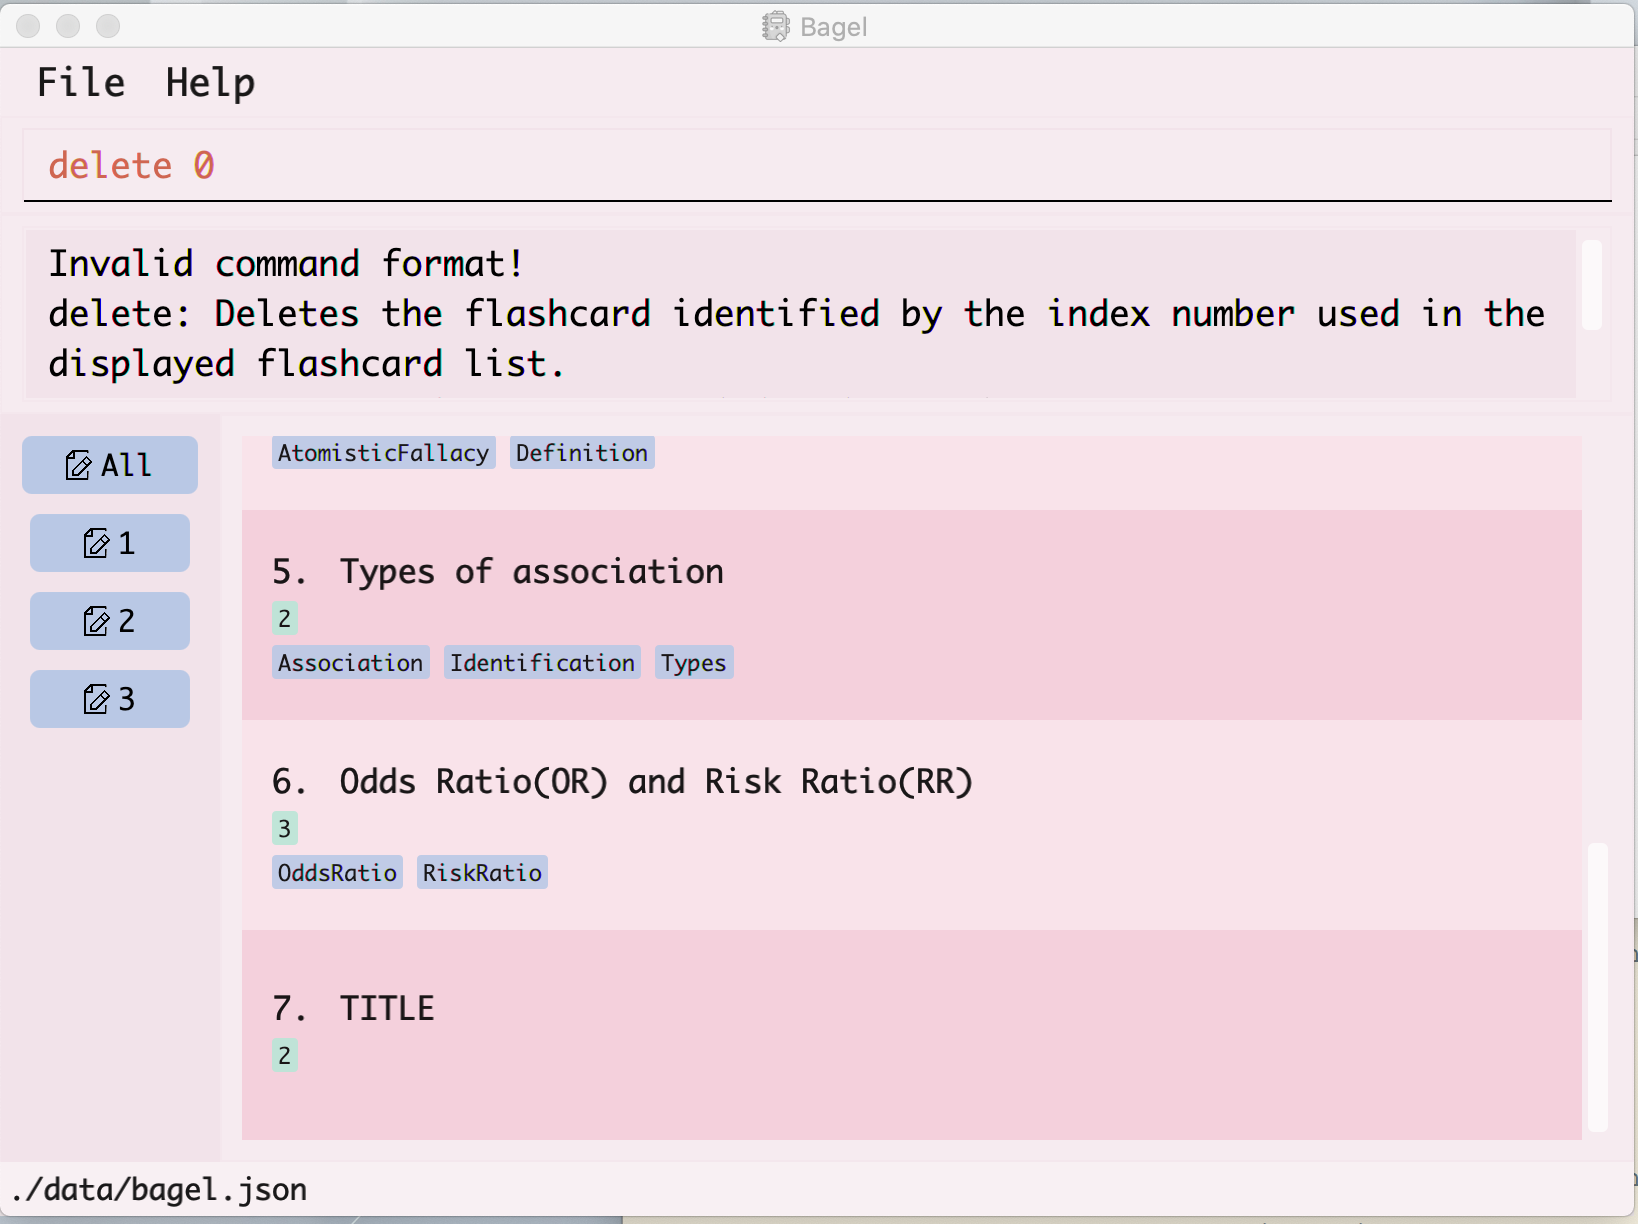 Bagel
File Help
delete 0
Invalid command format!
delete: Deletes the flashcard identified by the index number used in the
displayed flashcard list.
All
1
2
3
AtomisticFallacy Definition
5. Types of association
2
Association Identification Types
6. Odds Ratio(OR) and Risk Ratio(RR)
3
OddsRatio RiskRatio
7. TITLE
2
./data/bagel.json